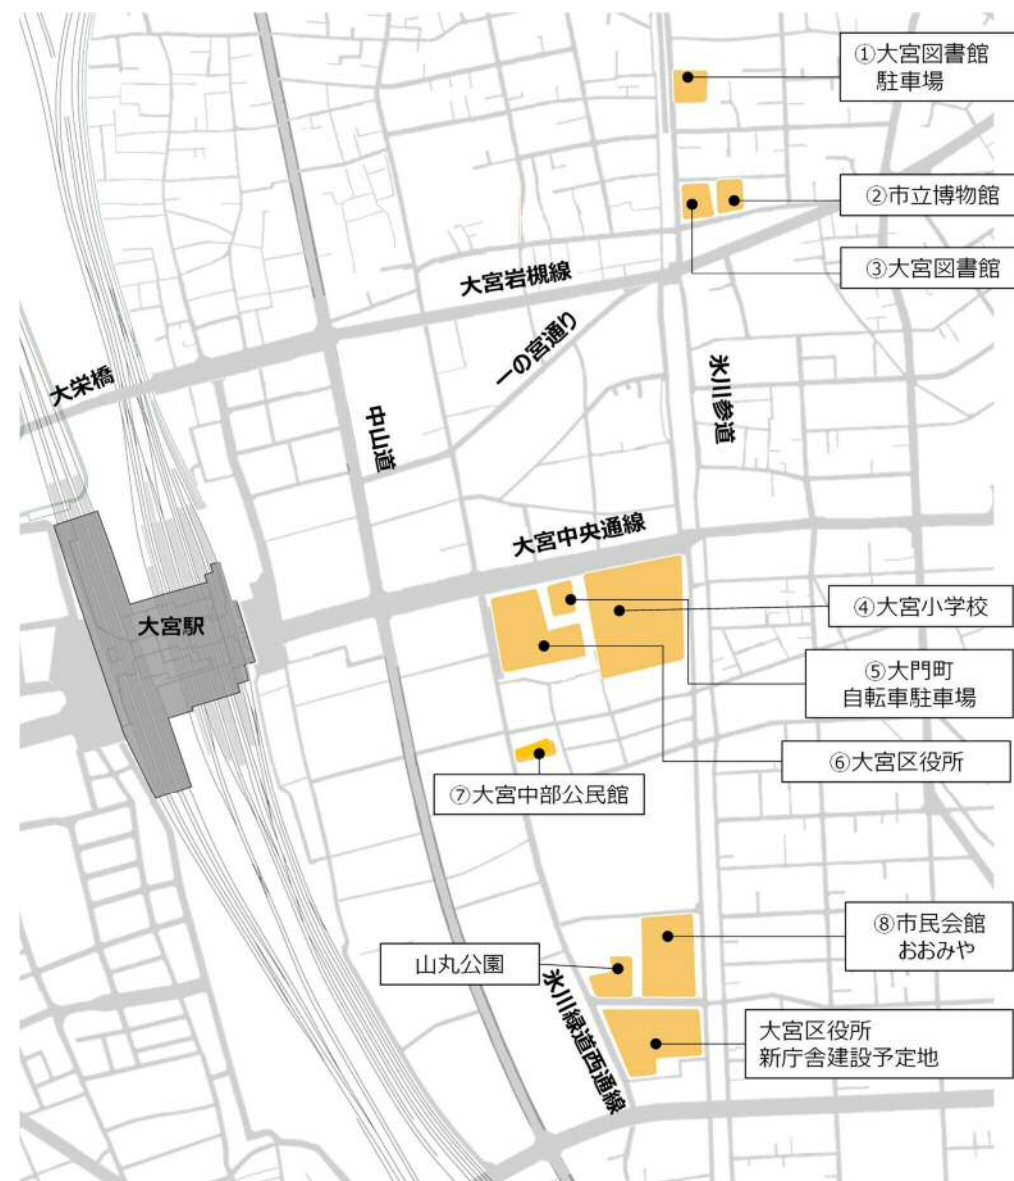 ①大宮図書館
駐車場
②市立博物館
③大宮図書館
大宮岩槻線
一の宮通り
大栄橋
氷川参道
中山道
大宮中央通線
④大宮小学校
大宮駅
⑤大門町
自転車駐車場
⑥大宮区役所
⑦大宮中部公民館
⑧市民会館
おおみや
山丸公園
氷川緑道西通線
大宮区役所
新庁舎建設予定地